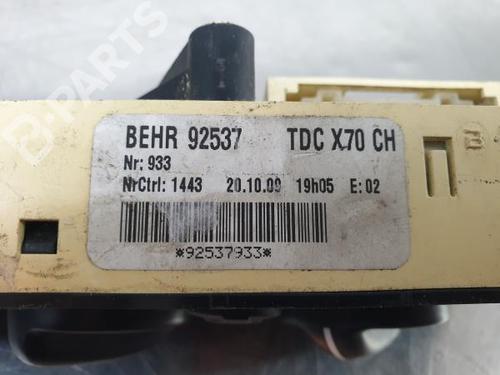 B-PARTS
BEHR 92537 TDC X70 CH
Nr: 933
NrCtrl: 1443 20.10.00 19h05 E: 02
*92537933*